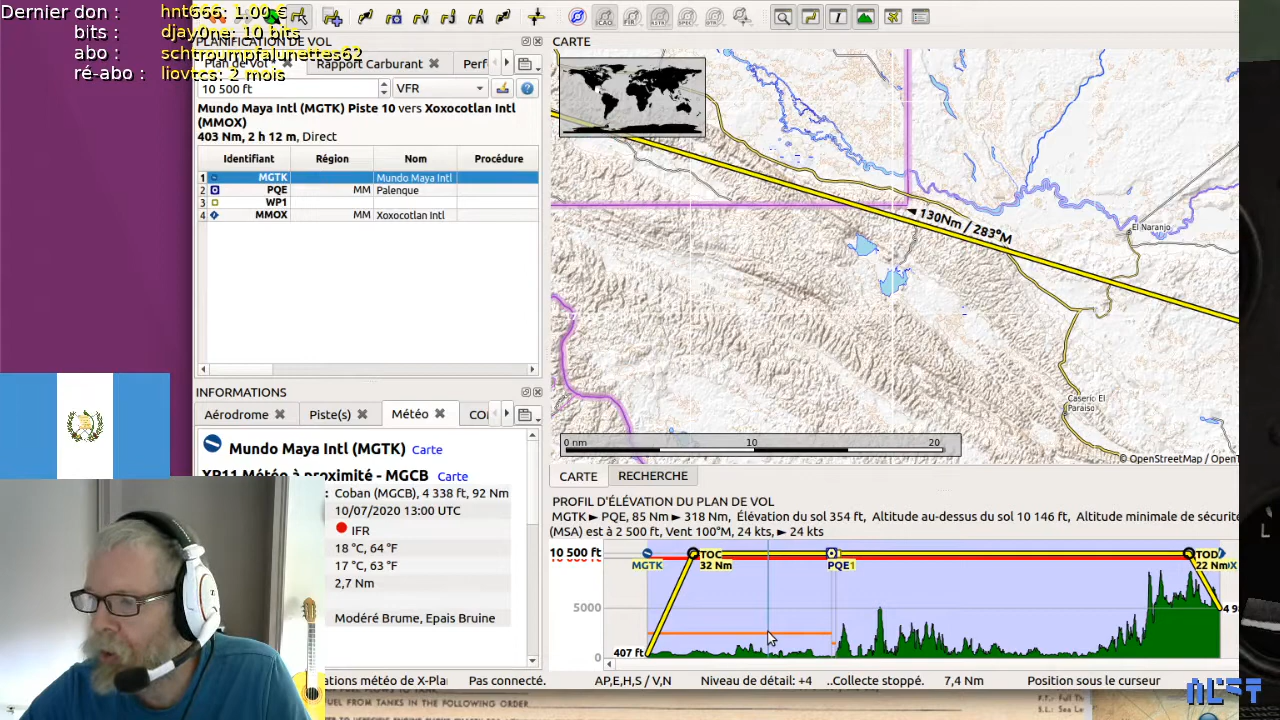 Dernier don : hnt666: 1.00 €
bits : djay0ne: 10 bits
abo : schtroumpfalunettes62
ré-abo : liovtcs: 2 mois
PLANIFICATION DE VOL
Plan de vol
Rapport Carburant
Perf
10 500 ft
VFR
Mundo Maya Intl (MGTK) Piste 10 vers Xoxocotlan Intl
(MMOX)
403 Nm, 2 h 12 m, Direct
Identifiant Région Nom Procédure
1 MGTK Mundo Maya Intl
2 PQE MM Palenque
3 WP1
4 MMOX MM Xoxocotlan Intl
INFORMATIONS
Aérodrome
Piste(s)
Météo
Mundo Maya Intl (MGTK) Carte
XP11 Météo à proximité - MGCB Carte
: Coban (MGCB), 4 338 ft, 92 Nm
10/07/2020 13:00 UTC
IFR
18 °C, 64 °F
17 °C, 63 °F
2,7 Nm
Modéré Brume, Epais Bruine
CARTE
130Nm / 283°M
El Naranjo
Caseric El
Paraiso
0 nm 10 20
© OpenStreetMap / OpenT
CARTE
RECHERCHE
PROFIL D'ÉLÉVATION DU PLAN DE VOL
MGTK ► PQE, 85 Nm ► 318 Nm, Élévation du sol 354 ft, Altitude au-dessus du sol 10 146 ft, Altitude minimale de sécurité
(MSA) est à 2 500 ft, Vent 100°M, 24 kts, ► 24 kts
10 500 ft
MGTK
TOC
32 Nm
PQE
TOD
22 Nm
5000
407 ft
0
ations météo de X-Pla
Pas connecté.
AP,E,H,S / V,N
Niveau de détail: +4
..Collecte stoppé.
7,4 Nm
Position sous le curseur
FUEL FROM TANKS IN THE FOLLOWING ORDER